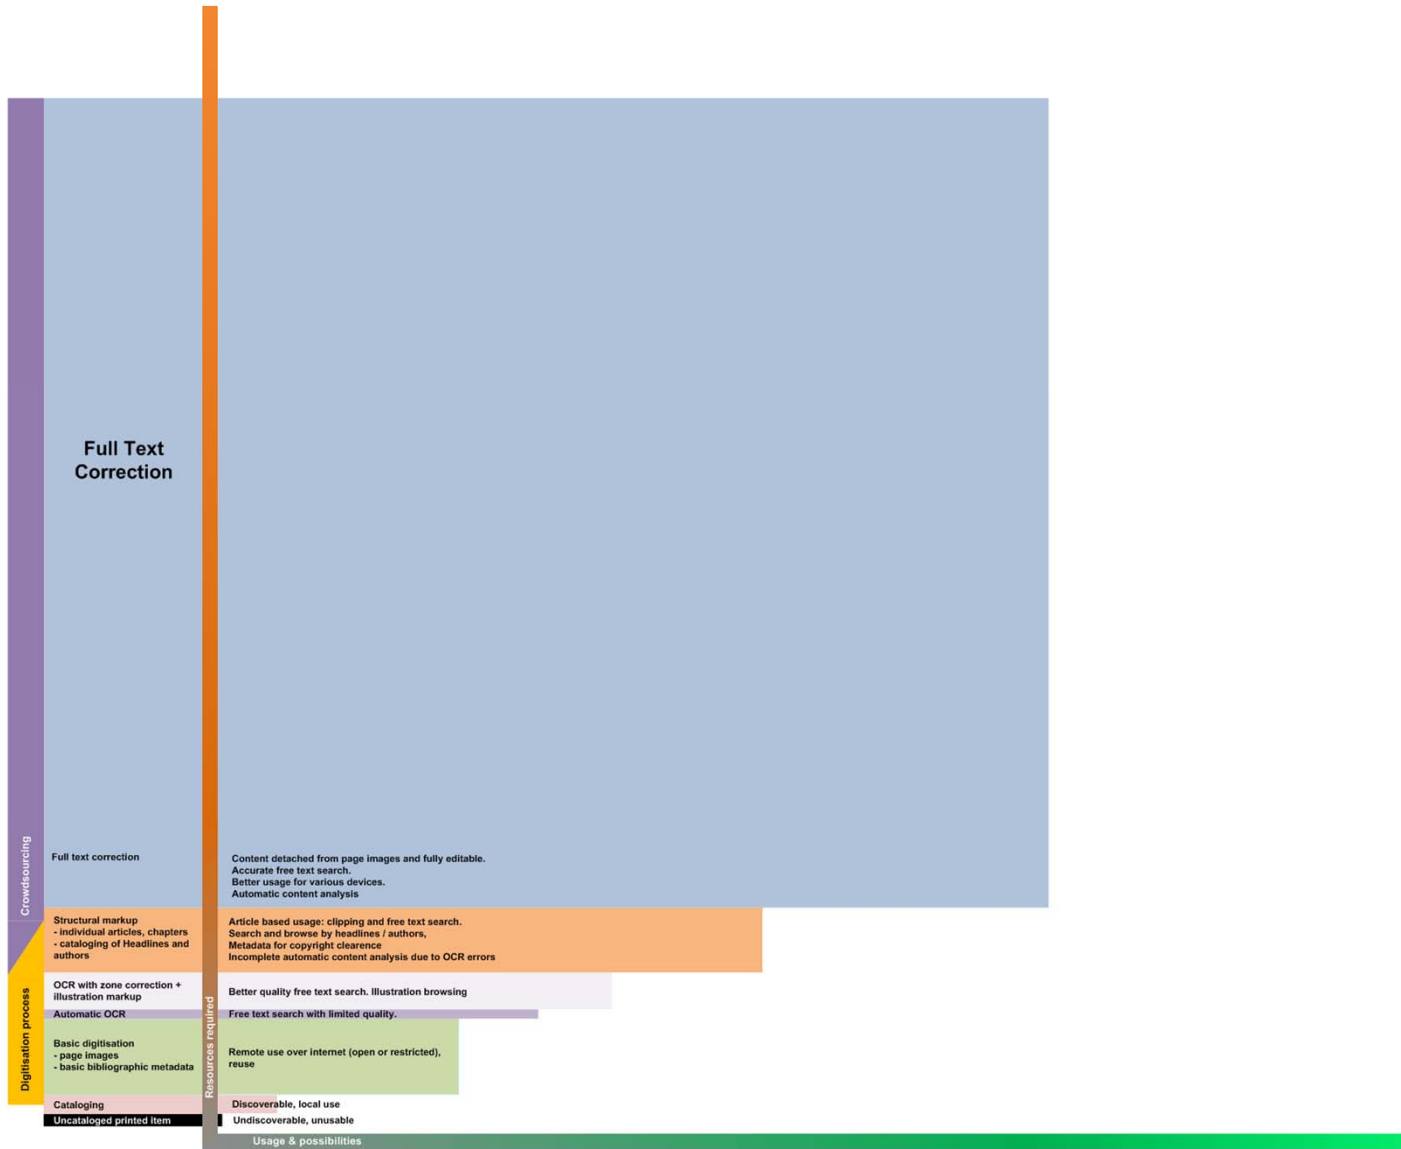 Full Text
Correction
Crowdsourcing
Full text correction
Content detached from page images and fully editable.
Accurate free text search.
Better usage for various devices.
Automatic content analysis
Structural markup
- individual articles, chapters
- cataloging of Headlines and
authors
Article based usage: clipping and free text search.
Search and browse by headlines / authors,
Metadata for copyright clearence
Incomplete automatic content analysis due to OCR errors
Digitisation process
OCR with zone correction +
illustration markup
Better quality free text search. Illustration browsing
Automatic OCR
Free text search with limited quality.
Basic digitisation
- page images
- basic bibliographic metadata
Resources required
Remote use over internet (open or restricted),
reuse
Cataloging
Discoverable, local use
Uncataloged printed item
Undiscoverable, unusable
Usage & possibilities